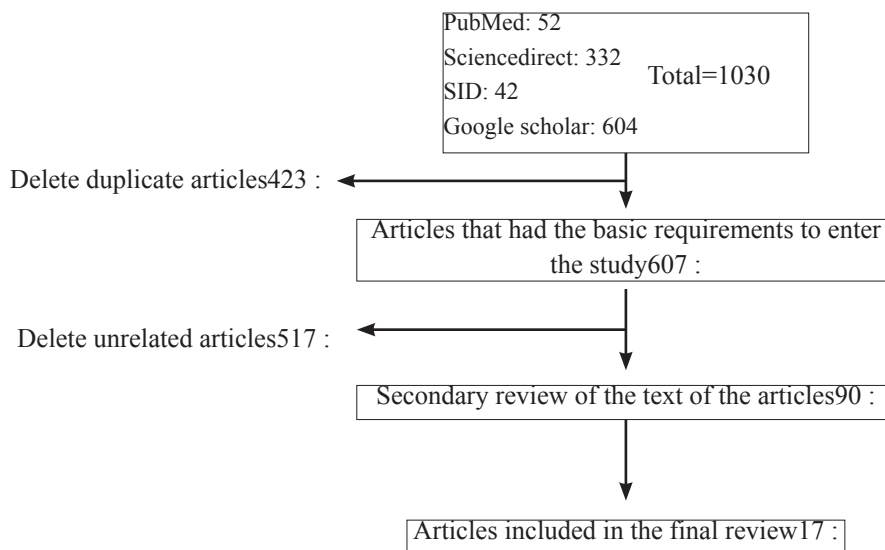 PubMed: 52
Sciencedirect: 332
SID: 42
Google scholar: 604
Total=1030
Delete duplicate articles423 :
Articles that had the basic requirements to enter
the study607 :
Delete unrelated articles517 :
Secondary review of the text of the articles90 :
Articles included in the final review17 :